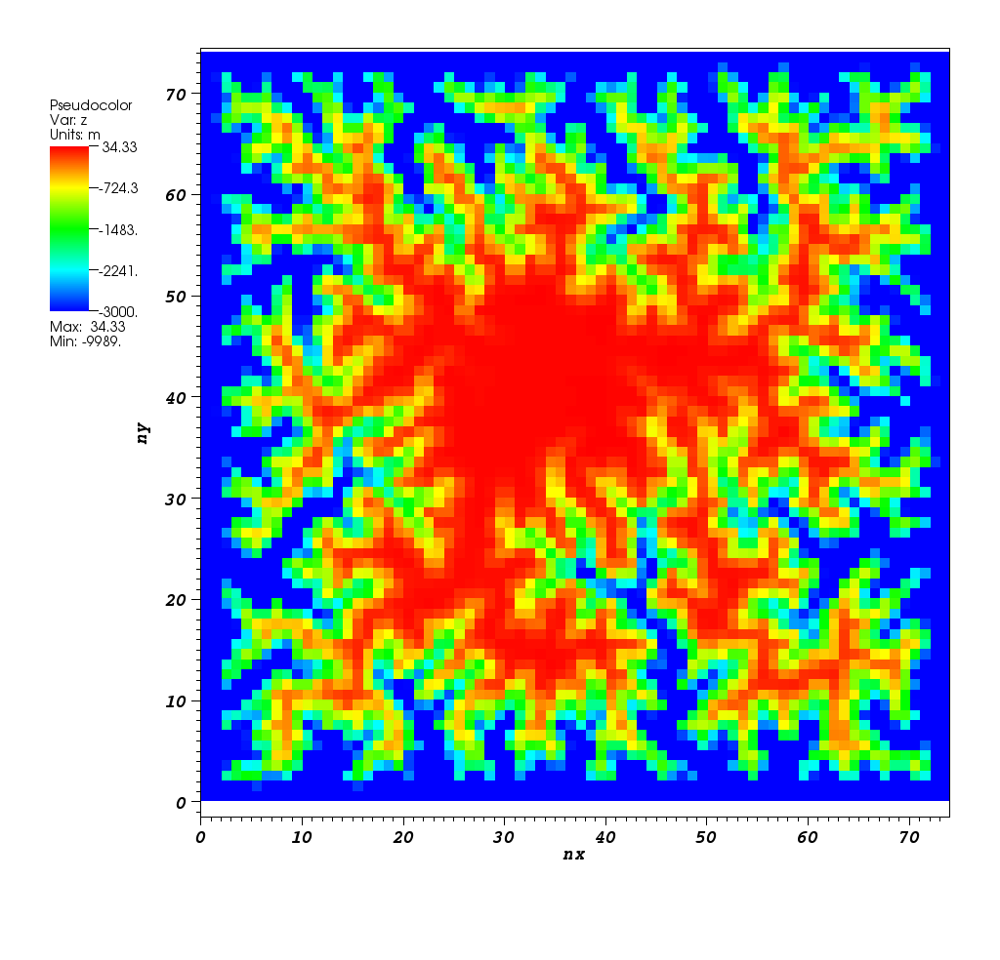 Pseudocolor
Var: z
Units: m
34.33
-724.3
-1483.
-2241.
-3000.
Max: 34.33
Min: -9989.
70
60
50
40
30
20
10
0
ny
0 10 20 30 40 50 60 70
nx